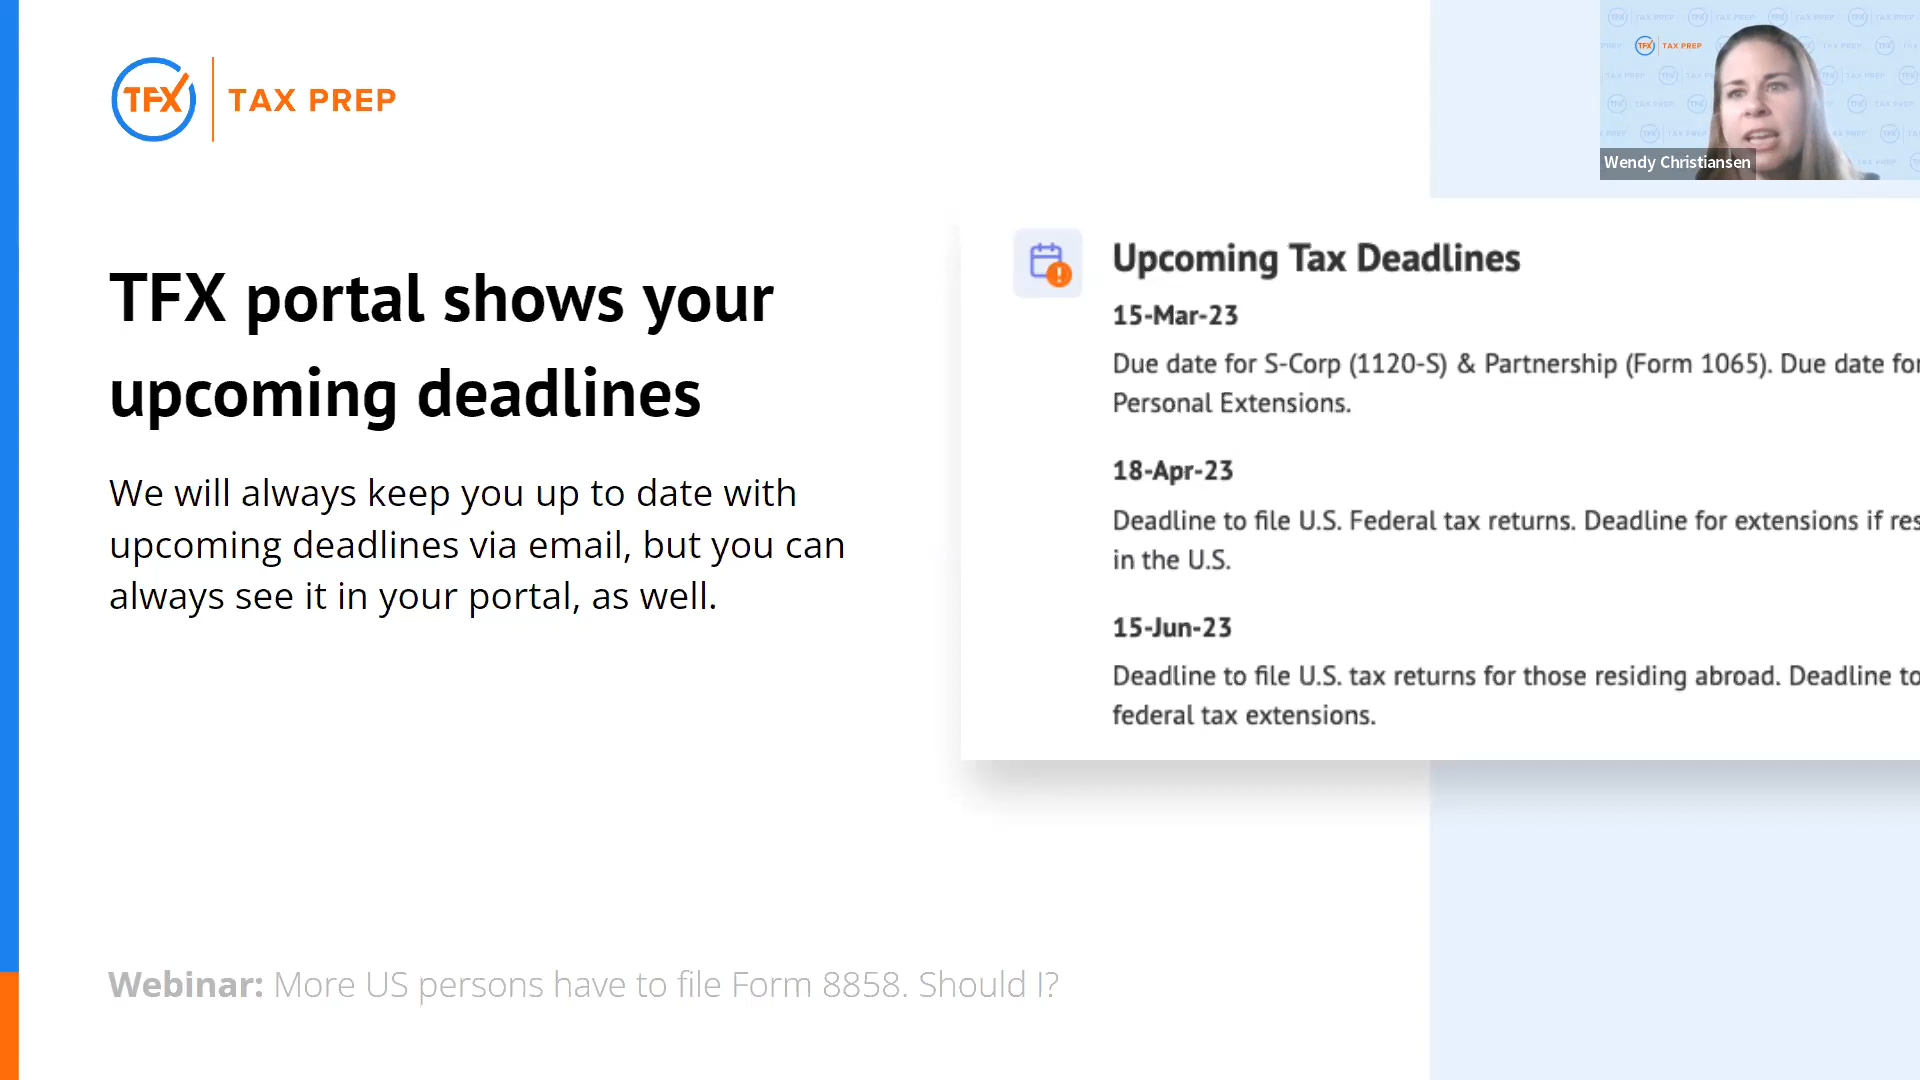 TFX TAX PREP
TFX TAX PREP
Wendy Christiansen
TFX portal shows your
upcoming deadlines
We will always keep you up to date with
upcoming deadlines via email, but you can
always see it in your portal, as well.
Upcoming Tax Deadlines
15-Mar-23
Due date for S-Corp (1120-S) & Partnership (Form 1065). Due date for
Personal Extensions.
18-Apr-23
Deadline to file U.S. Federal tax returns. Deadline for extensions if res
in the U.S.
15-Jun-23
Deadline to file U.S. tax returns for those residing abroad. Deadline to
federal tax extensions.
Webinar: More US persons have to file Form 8858. Should I?